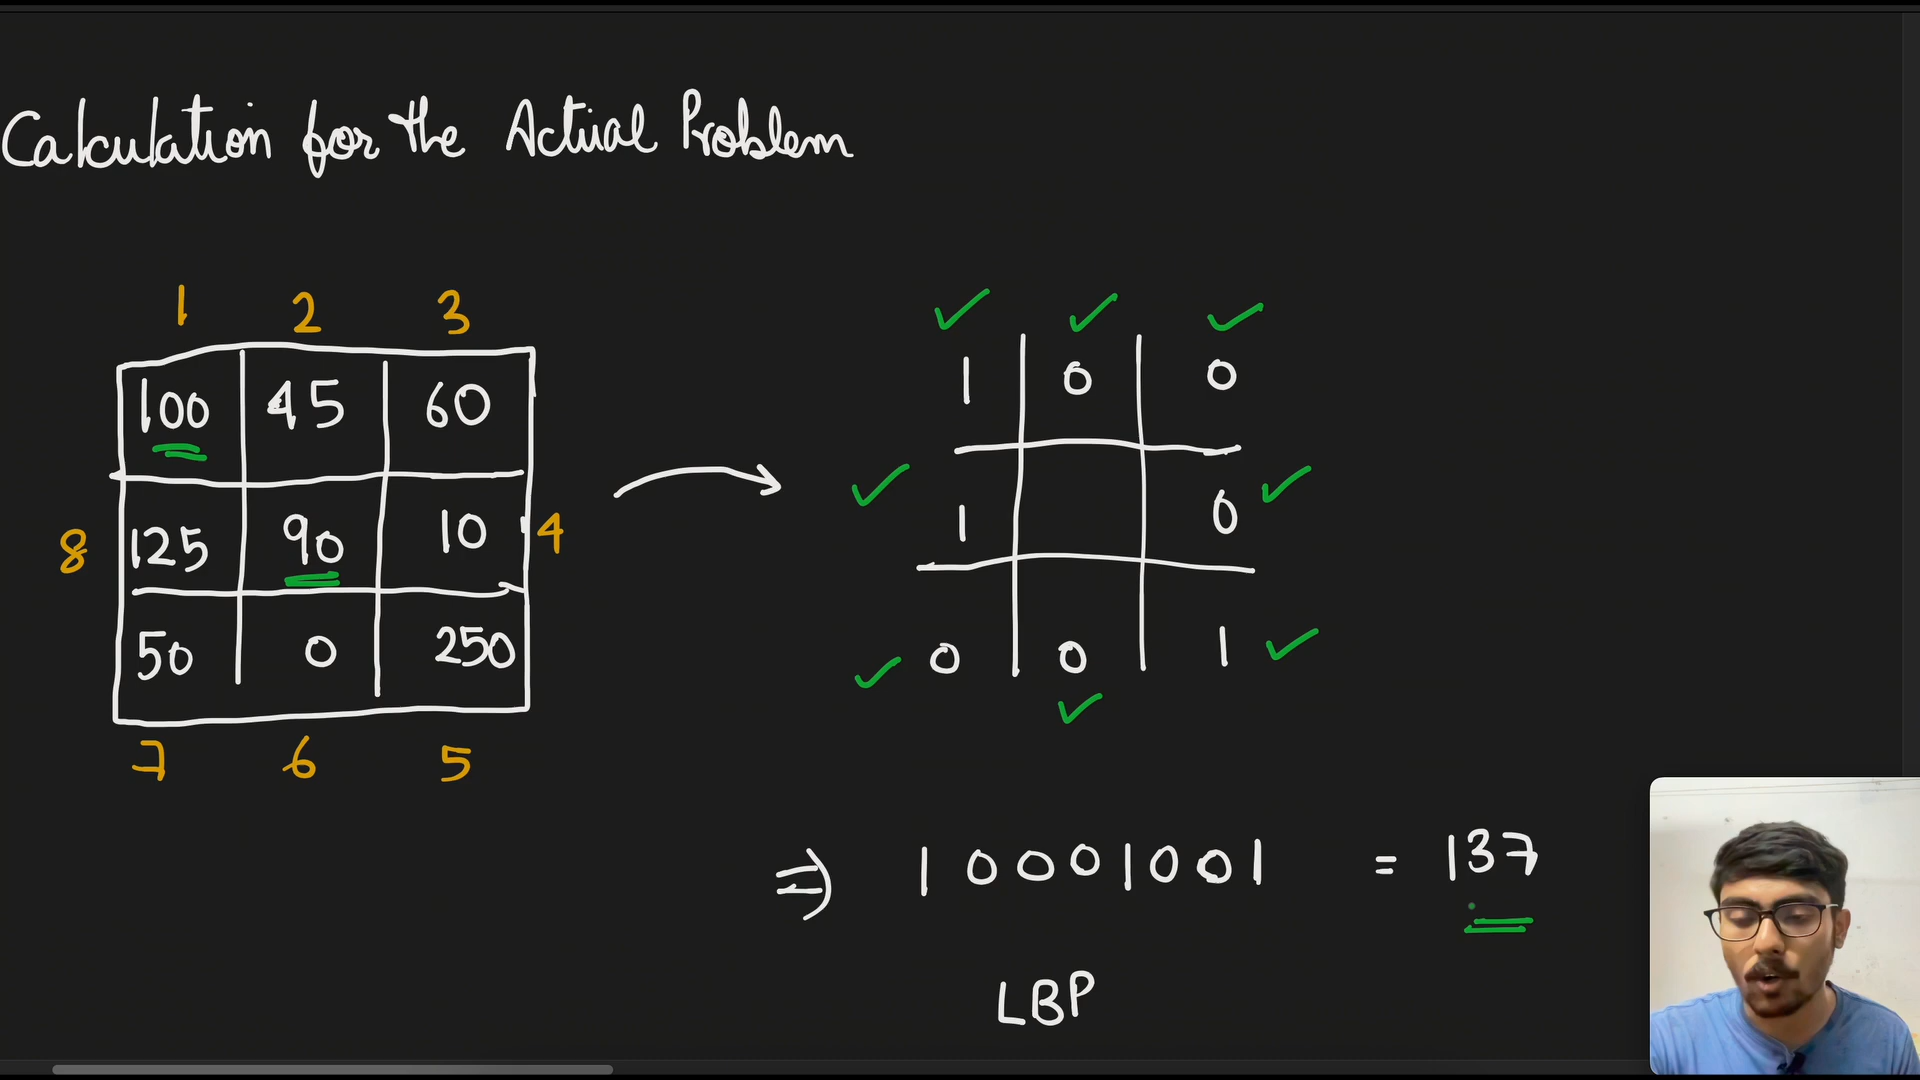 Calculation for the Actual Problem
1 2 3
100 45 60
8 125 90 10 4
50 0 250
7 6 5
1 0 0
1 0
0 0 1
⇒ 10001001 = 137
LBP